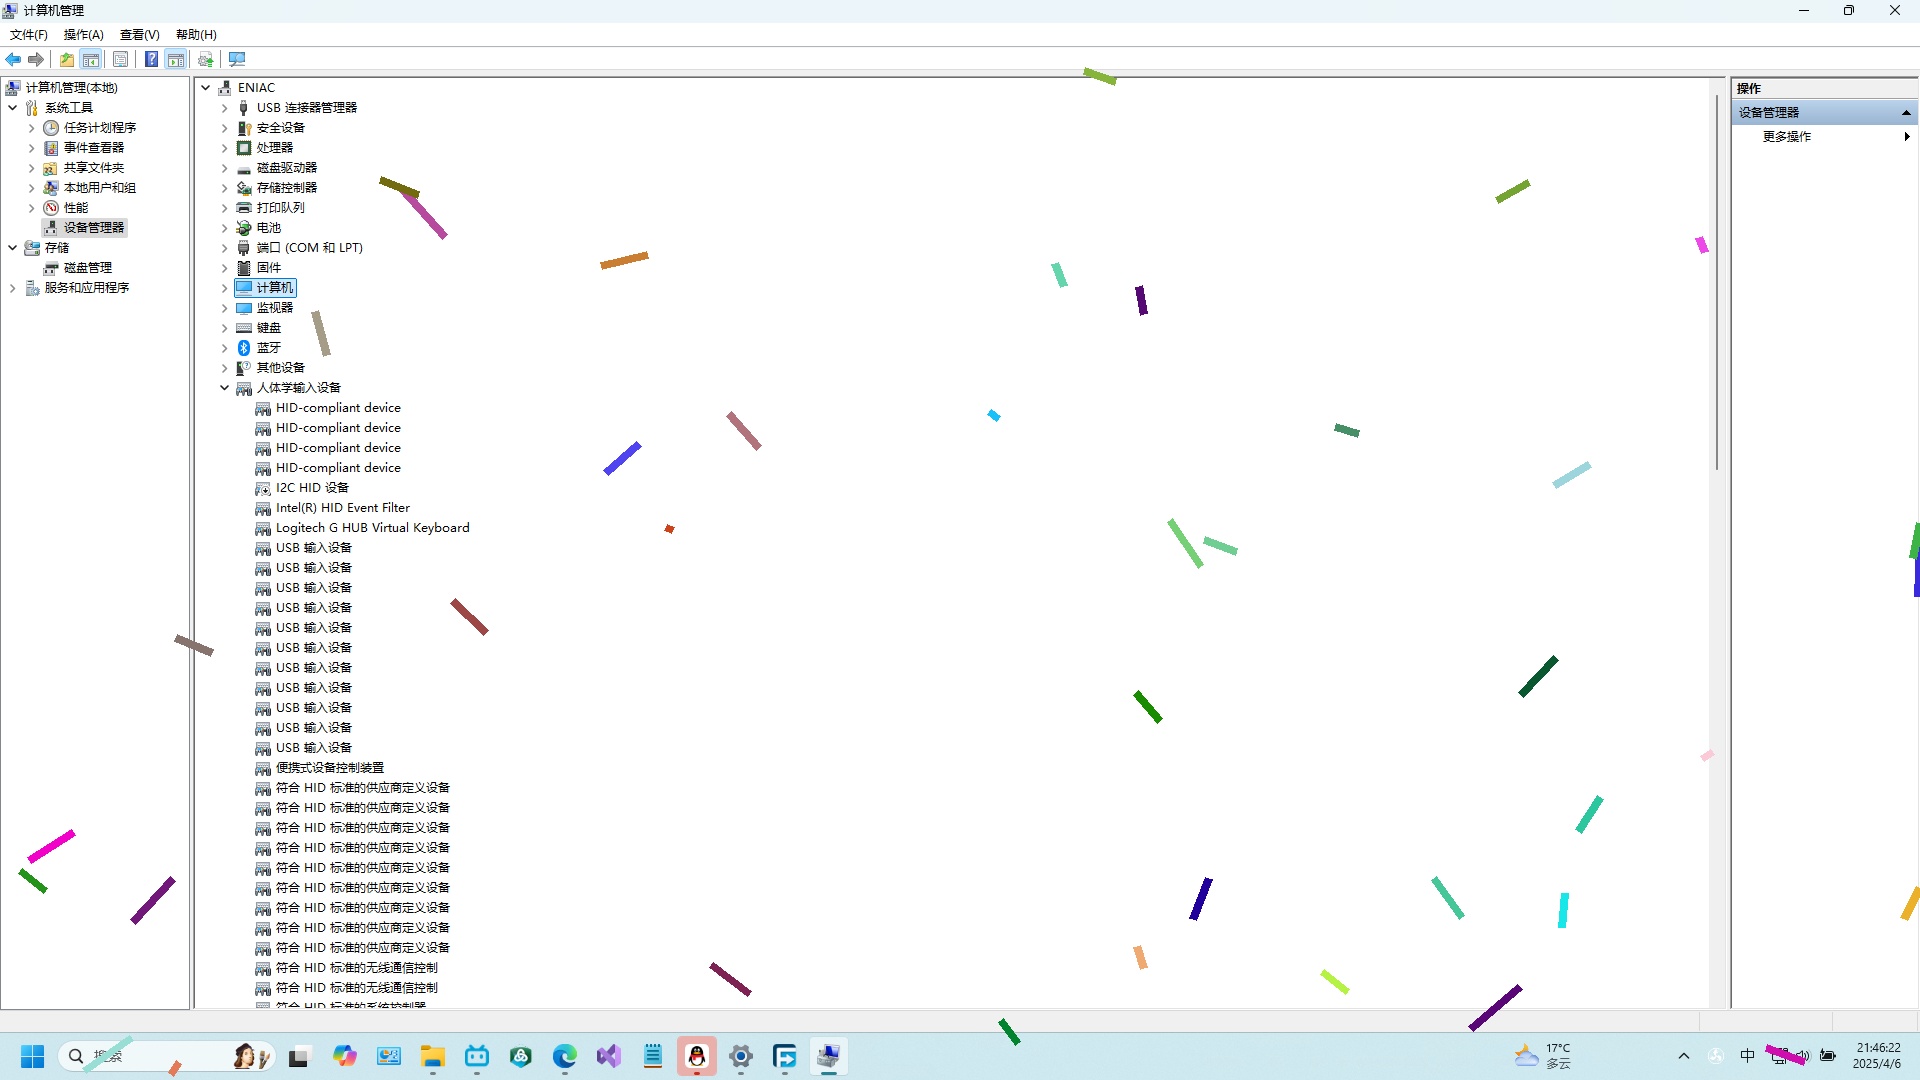 计算机管理
文件(F) 操作(A) 查看(V) 帮助(H)
计算机管理(本地)
系统工具
任务计划程序
事件查看器
共享文件夹
本地用户和组
性能
设备管理器
存储
磁盘管理
服务和应用程序
ENIAC
USB 连接器管理器
安全设备
处理器
磁盘驱动器
存储控制器
打印队列
电池
端口 (COM 和 LPT)
固件
计算机
监视器
键盘
蓝牙
其他设备
人体学输入设备
HID-compliant device
HID-compliant device
HID-compliant device
HID-compliant device
I2C HID 设备
Intel(R) HID Event Filter
Logitech G HUB Virtual Keyboard
USB 输入设备
USB 输入设备
USB 输入设备
USB 输入设备
USB 输入设备
USB 输入设备
USB 输入设备
USB 输入设备
USB 输入设备
USB 输入设备
USB 输入设备
便携式设备控制装置
符合 HID 标准的供应商定义设备
符合 HID 标准的供应商定义设备
符合 HID 标准的供应商定义设备
符合 HID 标准的供应商定义设备
符合 HID 标准的供应商定义设备
符合 HID 标准的供应商定义设备
符合 HID 标准的供应商定义设备
符合 HID 标准的供应商定义设备
符合 HID 标准的供应商定义设备
符合 HID 标准的无线通信控制
符合 HID 标准的无线通信控制
符合 HID 标准的系统控制器
操作
设备管理器
更多操作
搜索
17°C
多云
中
21:46:22
2025/4/6